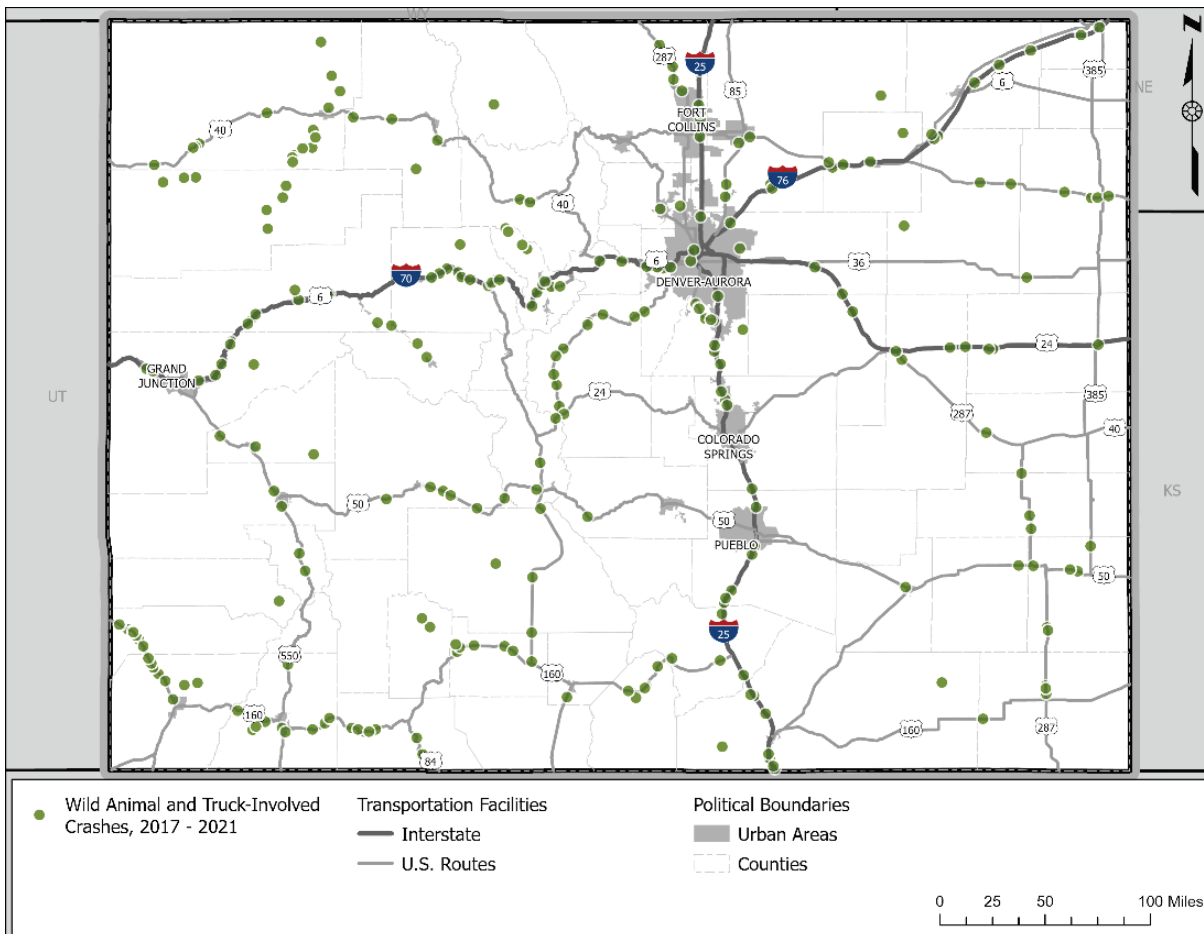 WY
287
25
385
6
NE
85
FORT
COLLINS
40
76
40
6
36
70
DENVER-AURORA
6
24
GRAND
JUNCTION
UT
24
385
287
40
COLORADO
SPRINGS
KS
50
50
PUEBLO
50
25
550
160
160
160
287
84
Wild Animal and Truck-Involved
Crashes, 2017 - 2021
Transportation Facilities
Interstate
U.S. Routes
Political Boundaries
Urban Areas
Counties
0 25 50 100 Miles
N